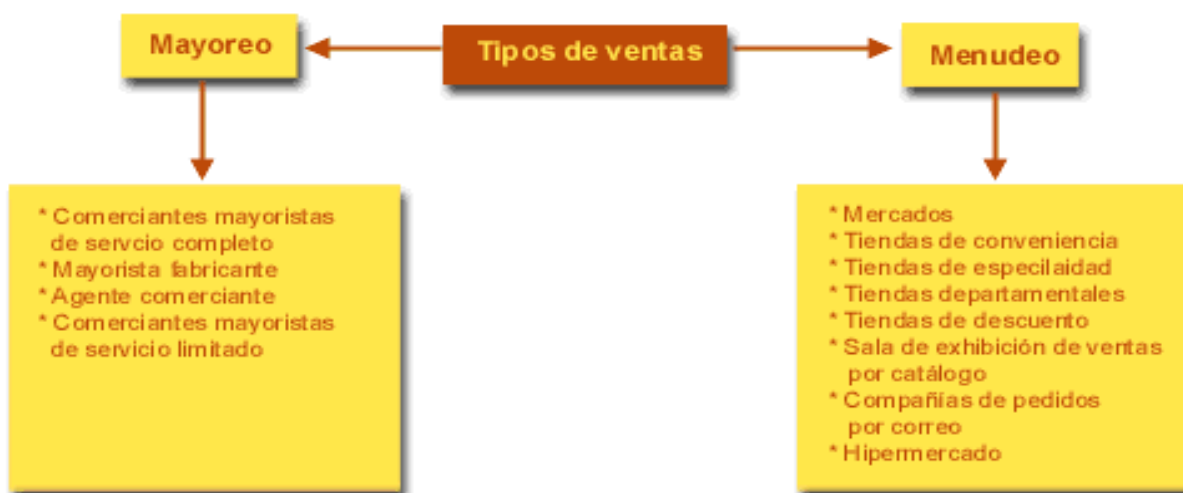 Mayoreo
Tipos de ventas
Menudeo
* Comerciantes mayoristas
de servcio completo
* Mayorista fabricante
* Agente comerciante
* Comerciantes mayoristas
de servicio limitado
* Mercados
* Tiendas de conveniencia
* Tiendas de especilaidad
* Tiendas departamentales
* Tiendas de descuento
* Sala de exhibición de ventas
por catálogo
* Compañías de pedidos
por correo
* Hipermercado